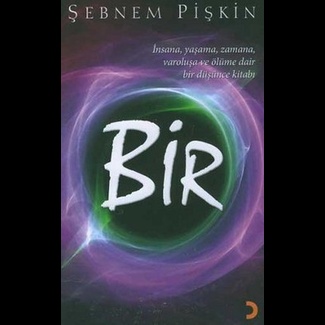 ŞEBNEM PİŞKİN
İnsana, yaşama, zamana,
varoluşa ve ölüme dair
bir düşünce kitabı
BİR